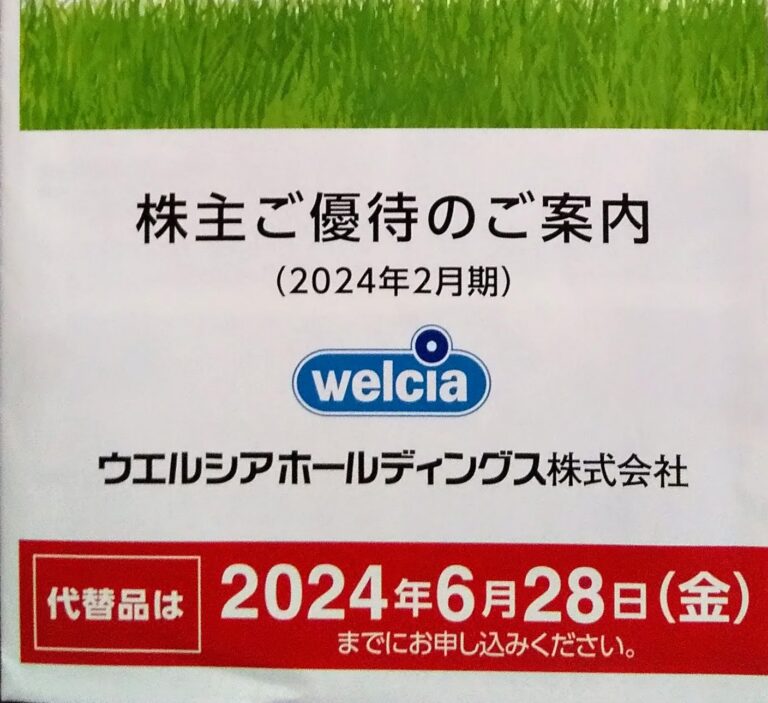 株主ご優待のご案内
（2024年2月期）
welcia
ウエルシアホールディングス株式会社
代替品は
2024年6月28日（金）
までにお申し込みください。